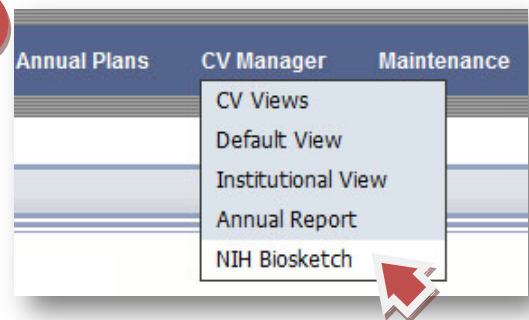 Annual Plans CV Manager Maintenance
CV Views
Default View
Institutional View
Annual Report
NIH Biosketch